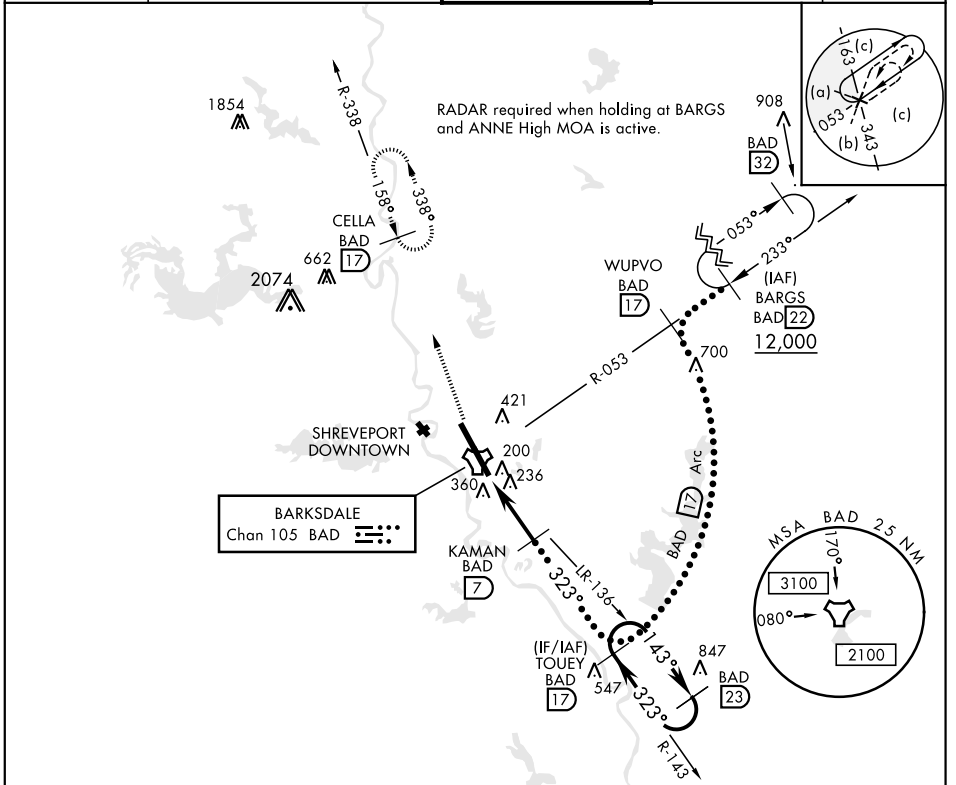 RADAR required when holding at BARGS
and ANNE High MOA is active.
163
(c)
(a)
(c)
053
(b)
343
1854
R-338
908
BAD
32
158°
338°
CELLA
BAD
17
662
2074
053°
233°
WUPVO
BAD
17
(IAF)
BARGS
BAD 22
12,000
700
R-053
421
SHREVEPORT
DOWNTOWN
200
236
360
BARKSDALE
Chan 105 BAD
BAD 17 Arc
KAMAN
BAD
7
323°
LR-136
MSA BAD 25 NM
170°
3100
080°
2100
(IF/IAF)
TOUEY
BAD
17
547
143°
847
BAD
23
323°
R-143